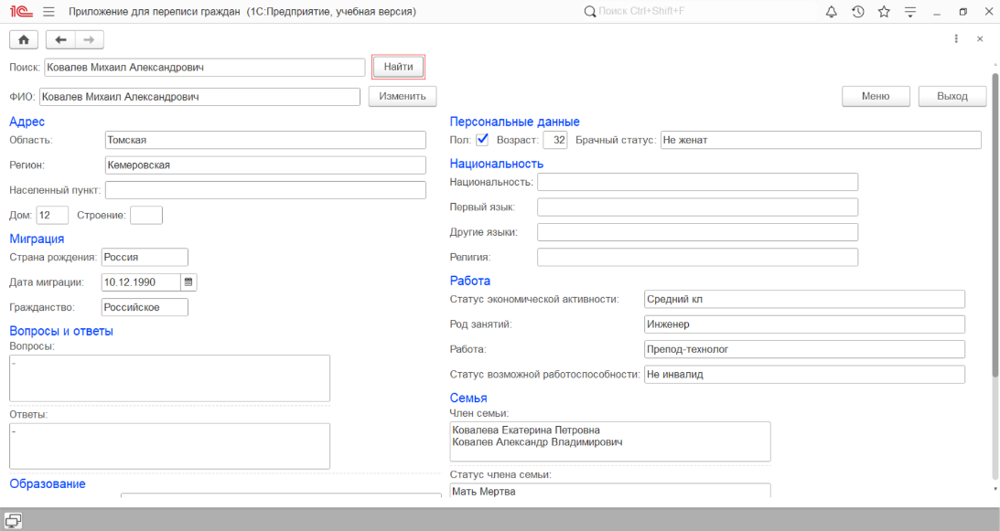 1С Приложение для переписи граждан (1С:Предприятие, учебная версия) Поиск Ctrl+Shift+F
Поиск: Ковалев Михаил Александрович Найти
ФИО: Ковалев Михаил Александрович Изменить Меню Выход
Адрес
Область: Томская
Регион: Кемеровская
Населенный пункт:
Дом: 12 Строение:
Миграция
Страна рождения: Россия
Дата миграции: 10.12.1990
Гражданство: Российское
Вопросы и ответы
Вопросы:
-
Ответы:
-
Образование
Персональные данные
Пол: Возраст: 32 Брачный статус: Не женат
Национальность
Национальность:
Первый язык:
Другие языки:
Религия:
Работа
Статус экономической активности: Средний кл
Род занятий: Инженер
Работа: Препод-технолог
Статус возможной работоспособности: Не инвалид
Семья
Член семьи:
Ковалева Екатерина Петровна
Ковалев Александр Владимирович
Статус члена семьи:
Мать Мертва